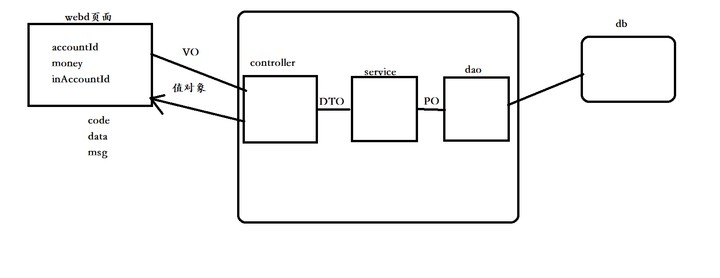 webd页面
accountId
money
inAccountId
VO
值对象
code
data
msg
controller
DTO
service
PO
dao
db